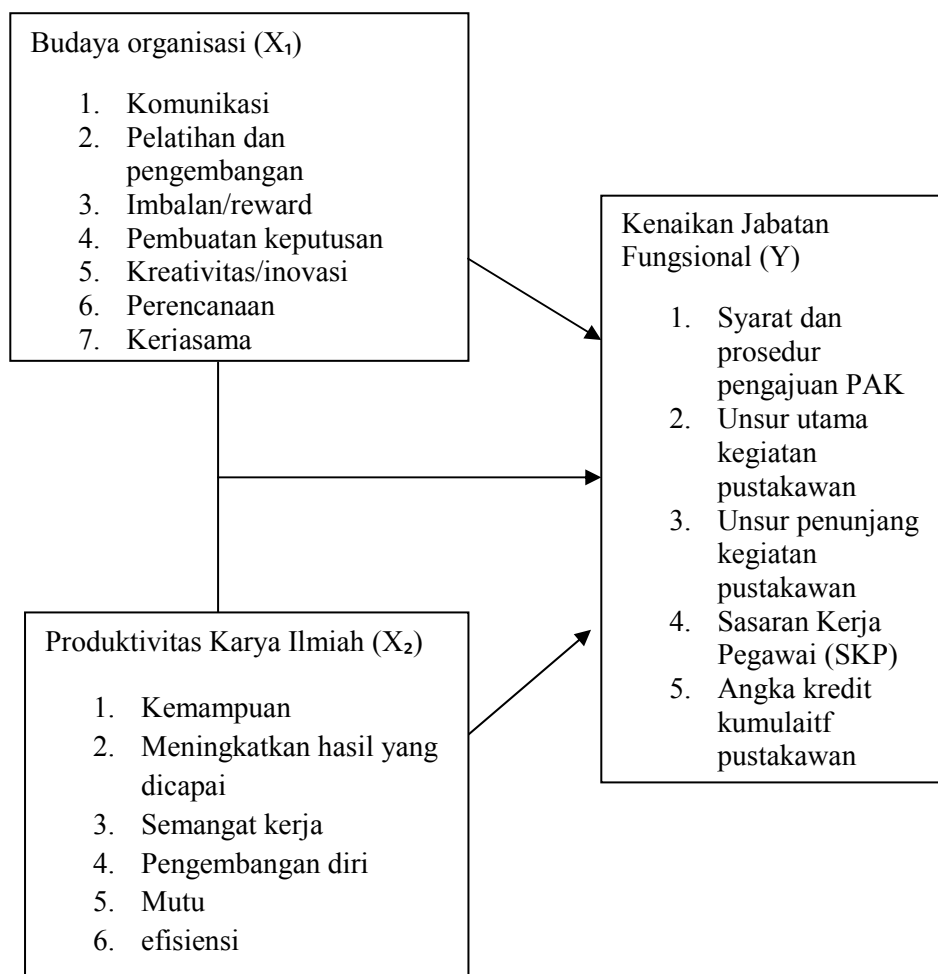 Budaya organisasi (X₁)
1. Komunikasi
2. Pelatihan dan
pengembangan
3. Imbalan/reward
4. Pembuatan keputusan
5. Kreativitas/inovasi
6. Perencanaan
7. Kerjasama
Kenaikan Jabatan
Fungsional (Y)
1. Syarat dan
prosedur
pengajuan PAK
2. Unsur utama
kegiatan
pustakawan
3. Unsur penunjang
kegiatan
pustakawan
4. Sasaran Kerja
Pegawai (SKP)
5. Angka kredit
kumulaitf
pustakawan
Produktivitas Karya Ilmiah (X₂)
1. Kemampuan
2. Meningkatkan hasil yang
dicapai
3. Semangat kerja
4. Pengembangan diri
5. Mutu
6. efisiensi